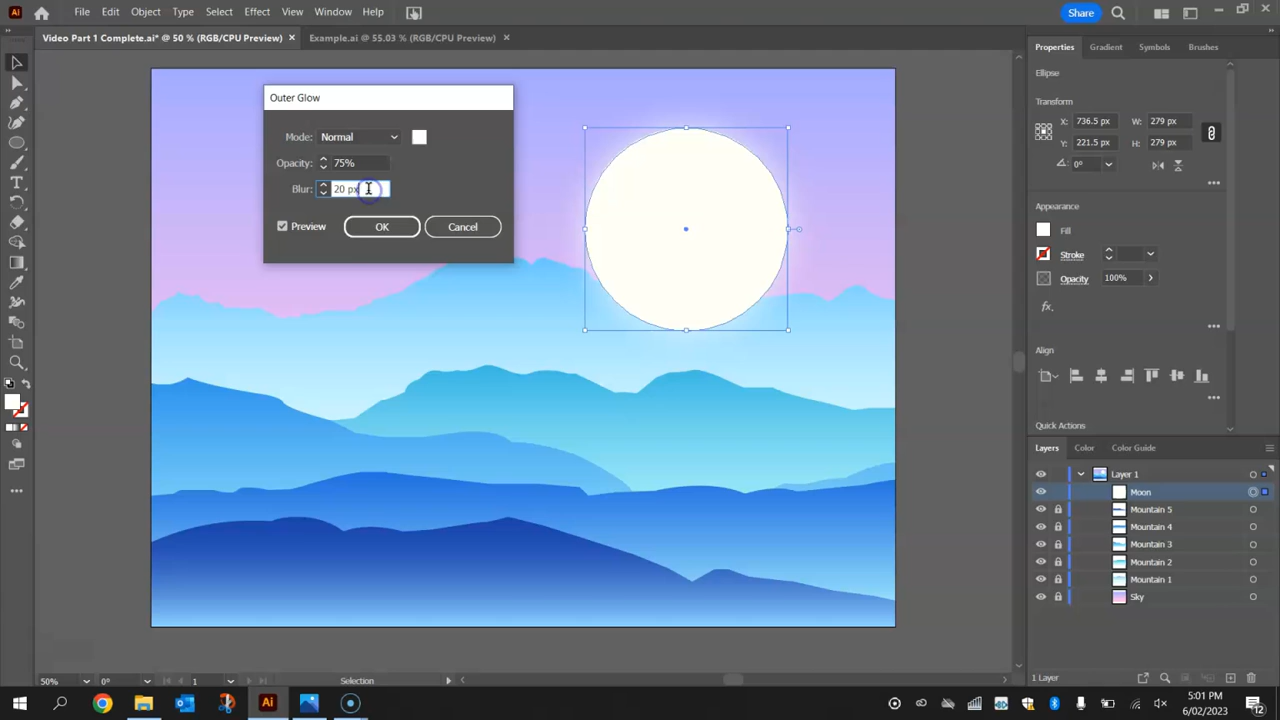 Ai File Edit Object Type Select Effect View Window Help Share
Video Part 1 Complete.ai* @ 50 % (RGB/CPU Preview) × Example.ai @ 55.03 % (RGB/CPU Preview) ×
Properties Gradient Symbols Brushes
Ellipse
Transform
X: 736.5 px W: 279 px
Y: 221.5 px H: 279 px
0°
Appearance
Fill
Stroke
Opacity 100%
fx.
Align
Quick Actions
Outer Glow
Mode: Normal
Opacity: 75%
Blur: 20 px
Preview OK Cancel
Layers Color Color Guide
Layer 1
Moon
Mountain 5
Mountain 4
Mountain 3
Mountain 2
Mountain 1
Sky
1 Layer
50% 0° 1 Selection
Ai
5:01 PM
6/02/2023